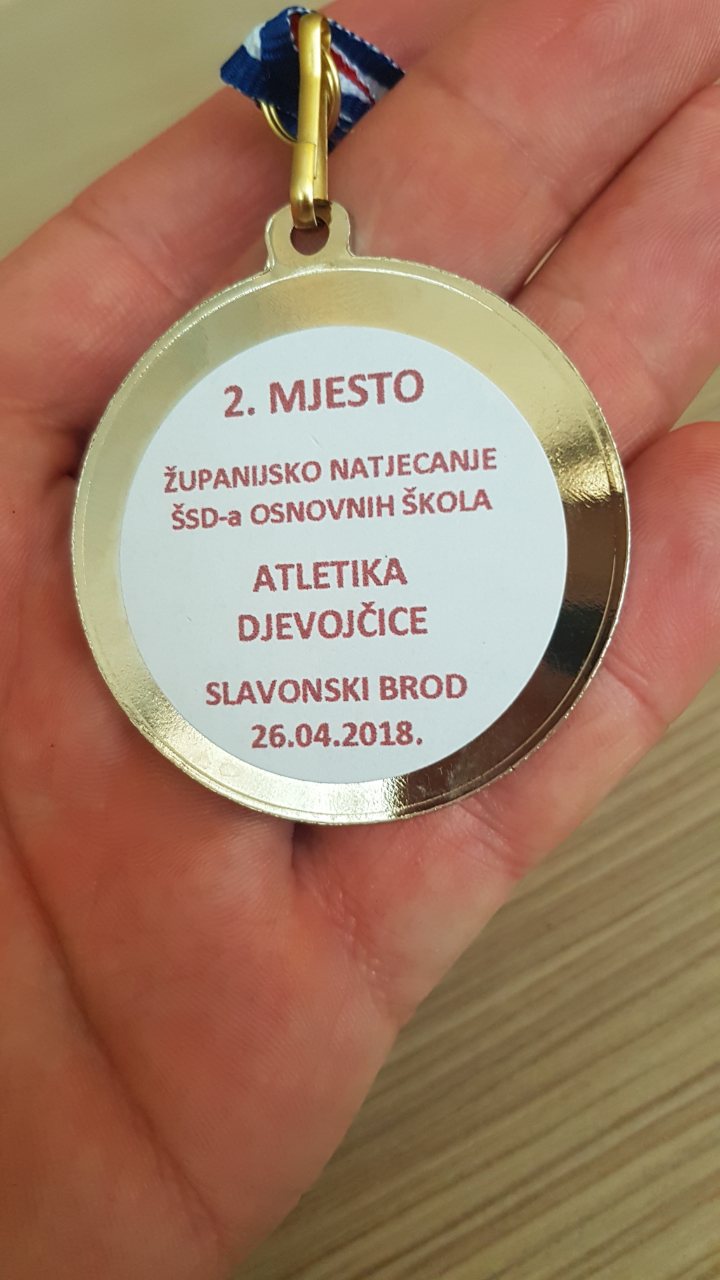 2. MJESTO
ŽUPANIJSKO NATJECANJE
ŠSD-a OSNOVNIH ŠKOLA
ATLETIKA
DJEVOJČICE
SLAVONSKI BROD
26.04.2018.